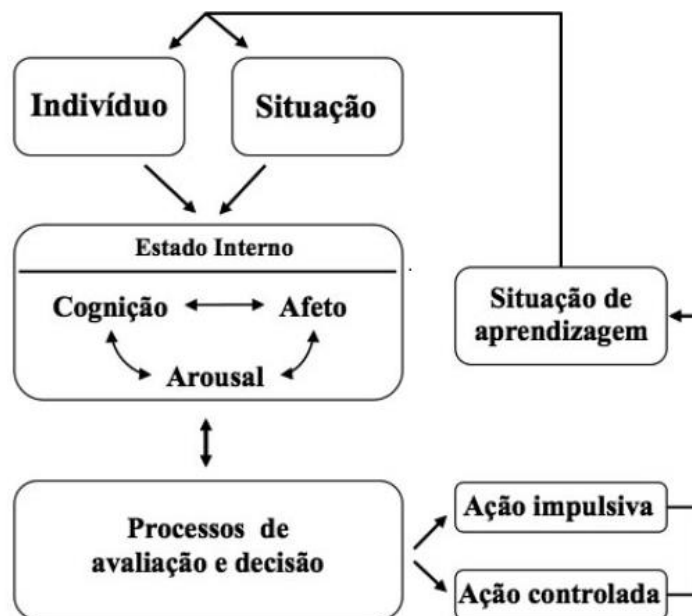 Indivíduo
Situação
Estado Interno
Cognição
Afeto
Arousal
Situação de
aprendizagem
Processos de
avaliação e decisão
Ação impulsiva
Ação controlada